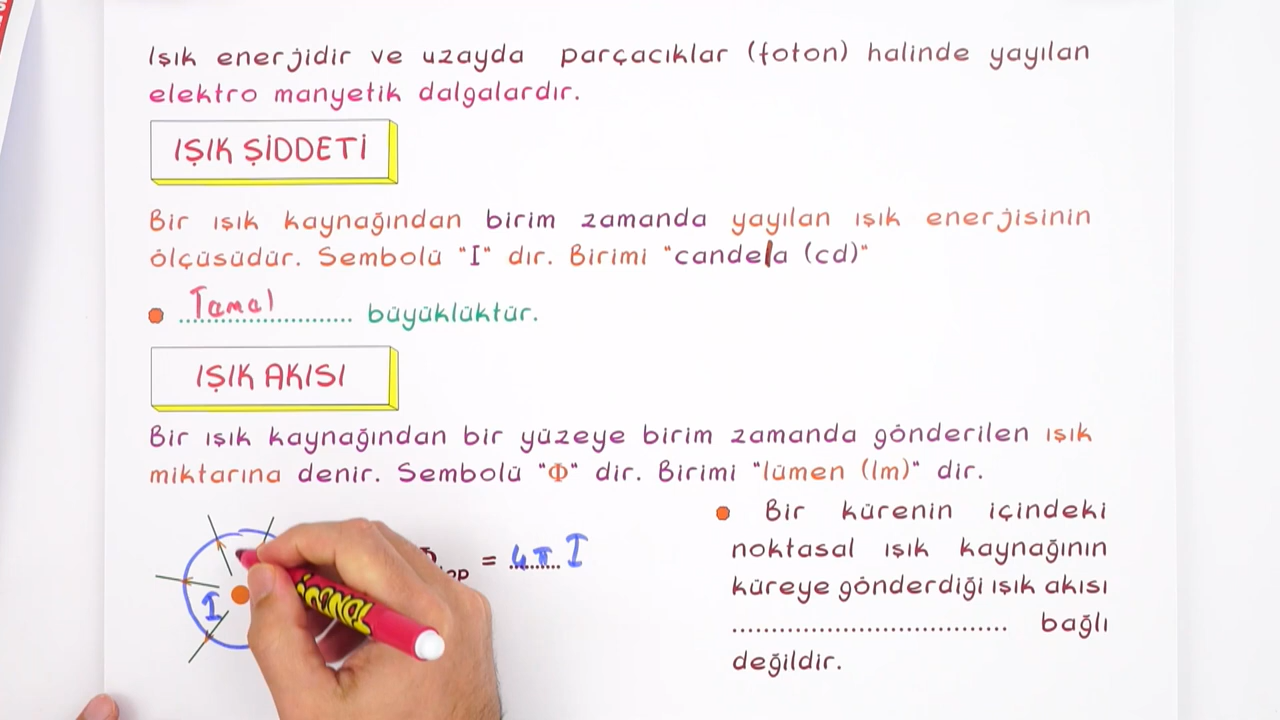 Işık enerjidir ve uzayda parçacıklar (foton) halinde yayılan
elektro manyetik dalgalardır.
IŞIK ŞİDDETİ
Bir ışık kaynağından birim zamanda yayılan ışık enerjisinin
ölçüsüdür. Sembolü "I" dır. Birimi "candela (cd)"
Temel büyüklüktür.
IŞIK AKISI
Bir ışık kaynağından bir yüzeye birim zamanda gönderilen ışık
miktarına denir. Sembolü "Φ" dir. Birimi "lümen (lm)" dir.
I
= 4π I
Bir kürenin içindeki
noktasal ışık kaynağının
küreye gönderdiği ışık akısı
.................................. bağlı
değildir.